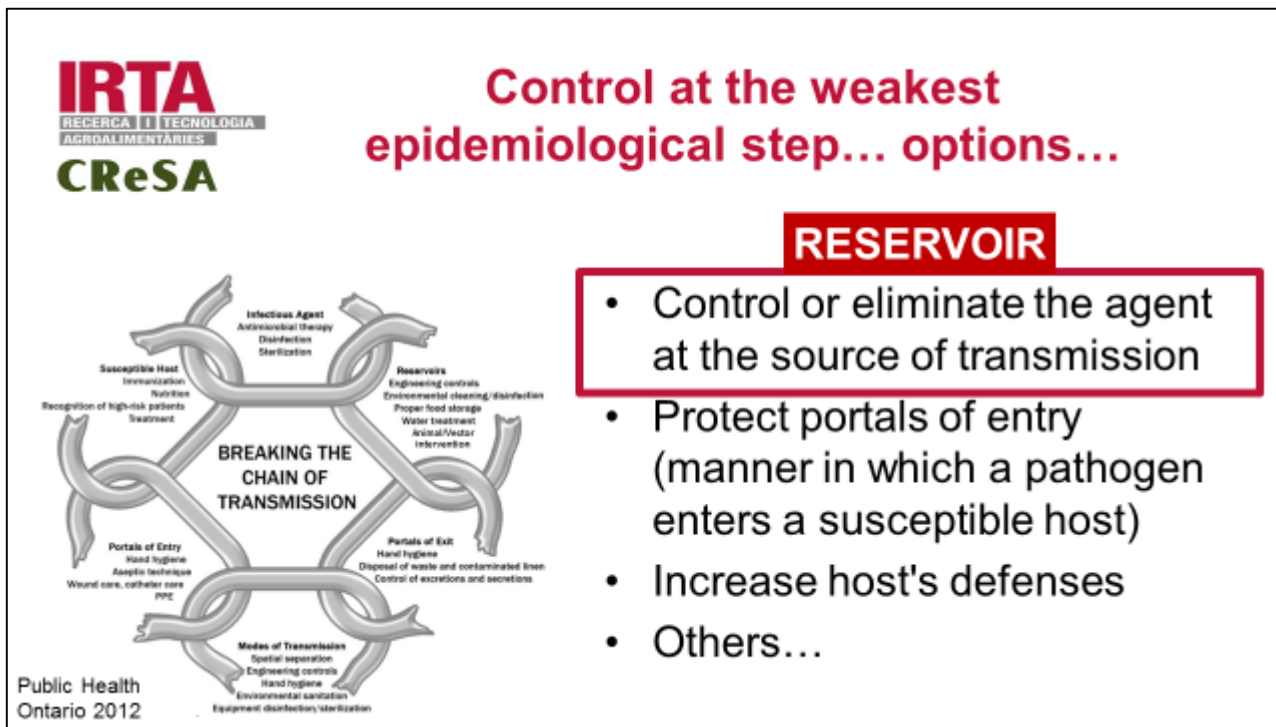 IRTA
RECERCA I TECNOLOGIA
AGROALIMENTÀRIES
CReSA
Control at the weakest
epidemiological step… options…
RESERVOIR
• Control or eliminate the agent
at the source of transmission
• Protect portals of entry
(manner in which a pathogen
enters a susceptible host)
• Increase host's defenses
• Others…
Infectious Agent
Antimicrobial therapy
Disinfection
Sterilization
Reservoirs
Engineering controls
Environmental cleaning/disinfection
Proper food storage
Water treatment
Animal/Vector
intervention
Portals of Exit
Hand hygiene
Disposal of waste and contaminated linen
Control of excretions and secretions
Modes of Transmission
Spatial separation
Engineering controls
Hand hygiene
Environmental sanitation
Equipment disinfection/sterilization
Portals of Entry
Hand hygiene
Aseptic technique
Wound care, catheter care
PPE
Susceptible Host
Immunization
Nutrition
Recognition of high-risk patients
Treatment
BREAKING THE
CHAIN OF
TRANSMISSION
Public Health
Ontario 2012